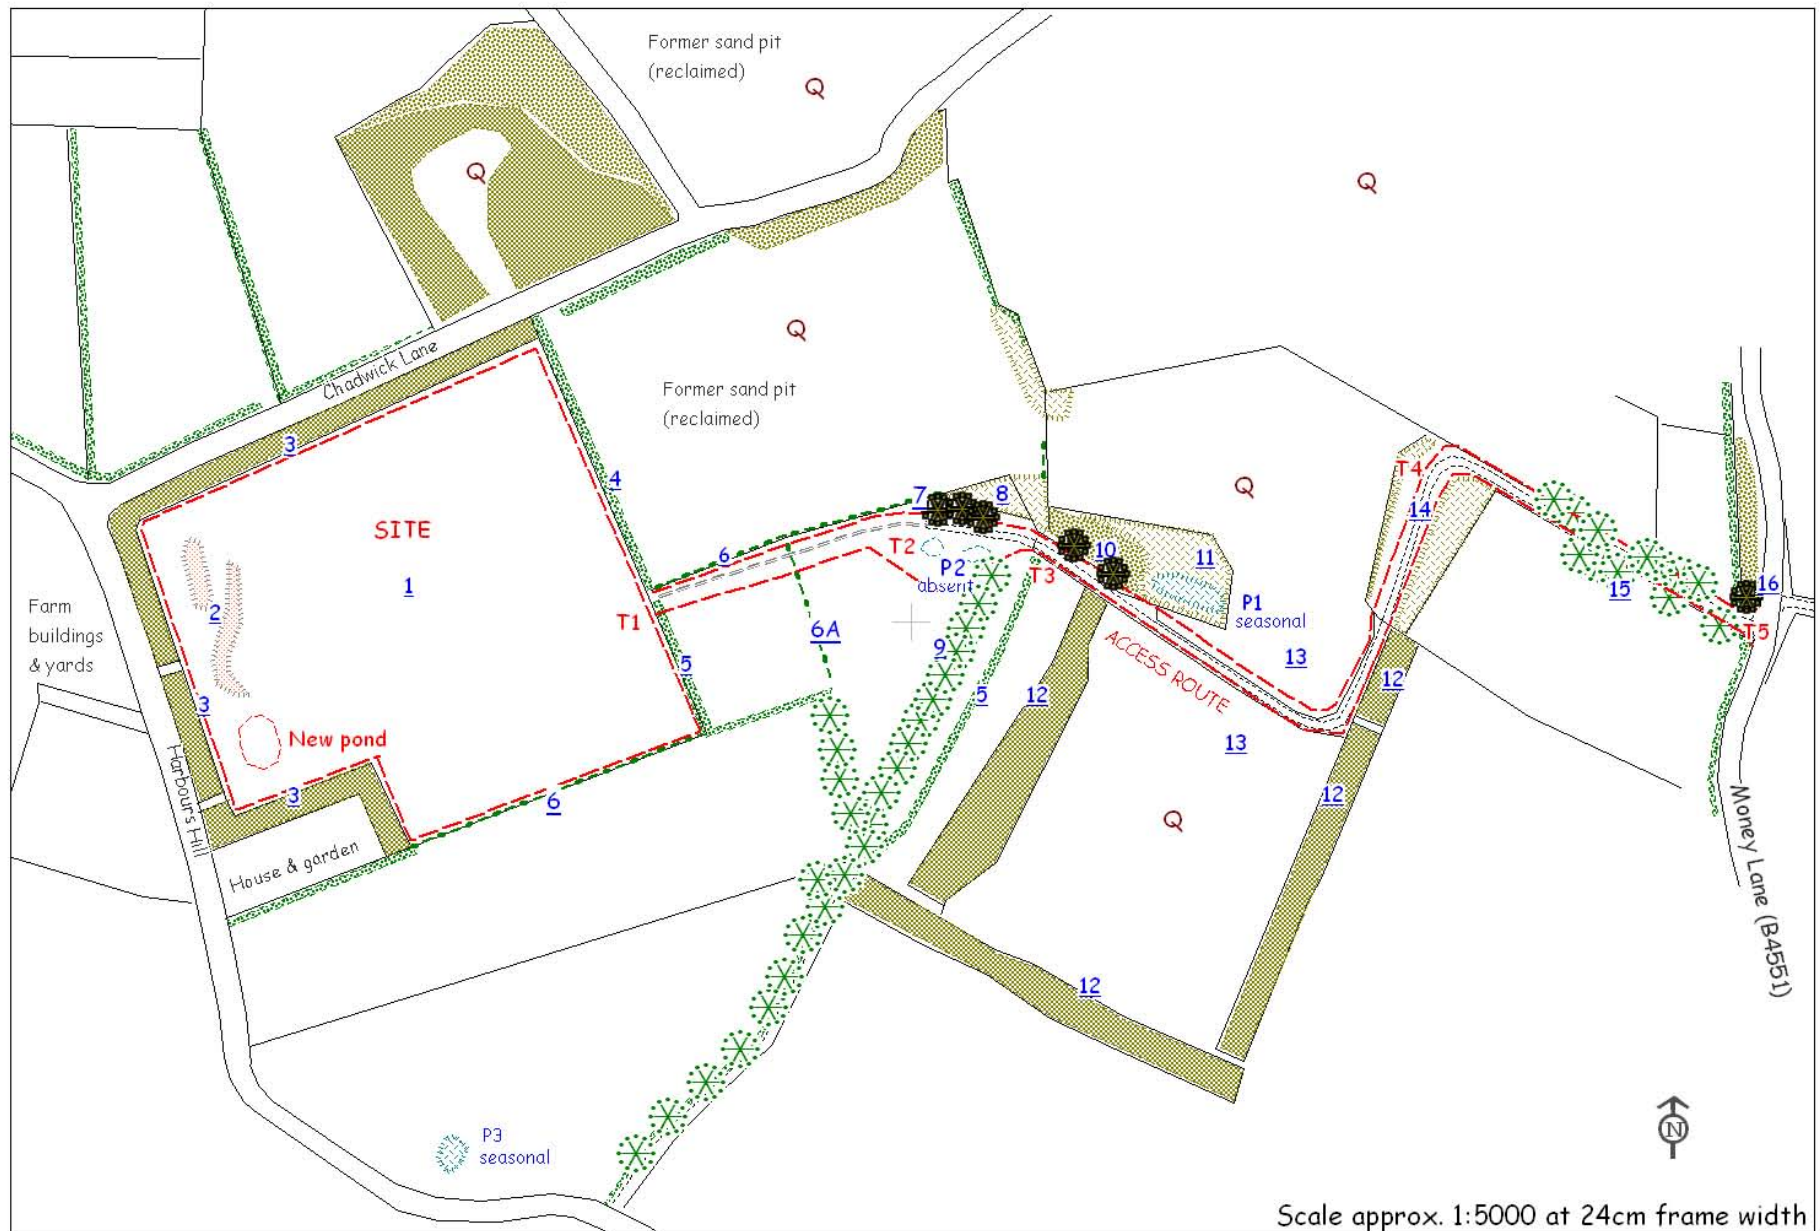 Former sand pit
(reclaimed)
Q
Q
Q
Q
Former sand pit
(reclaimed)
Chadwick Lane
3
4
SITE
1
2
Farm
buildings
& yards
3
New pond
3
Harbours Hill
House & garden
6
5
T1
6
6A
7
8
T2
P2
absent
T3
9
5
10
11
P1
seasonal
Q
ACCESS ROUTE
12
13
13
12
12
12
Q
T4
14
15
16
T5
Money Lane (B4551)
P3
seasonal
N
Scale approx. 1:5000 at 24cm frame width